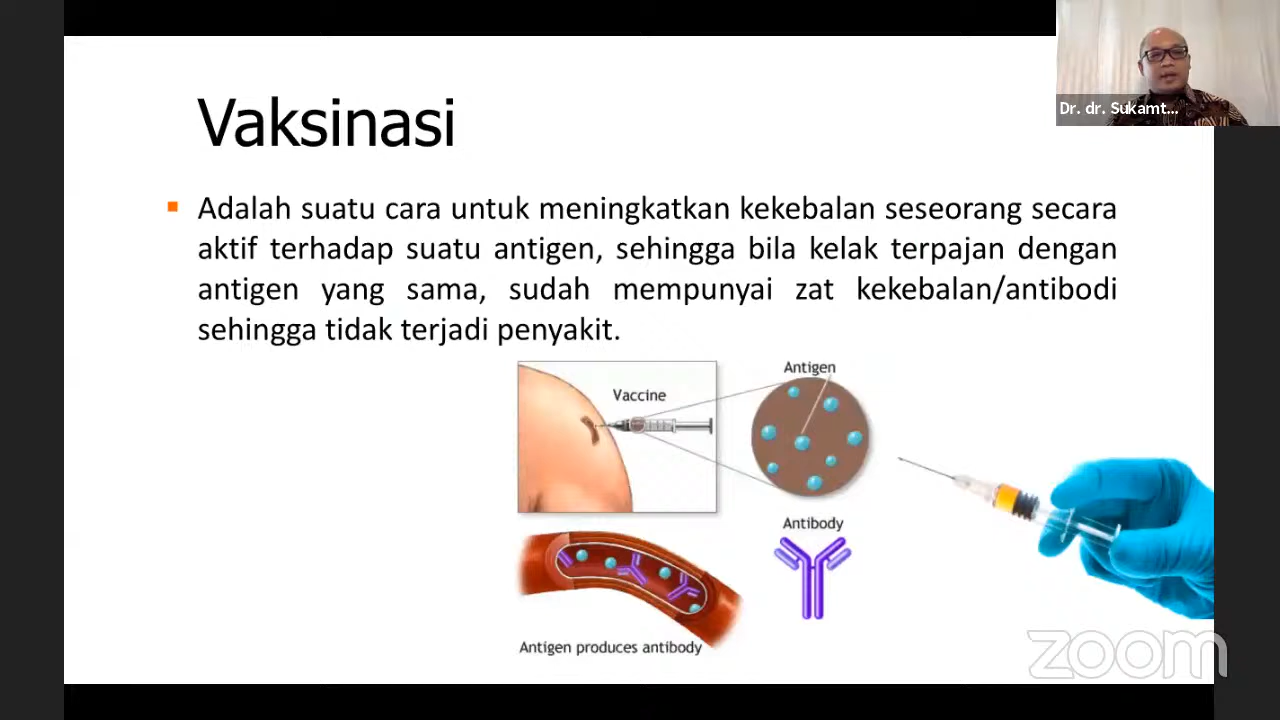 Dr. dr. Sukamt...
Vaksinasi
Adalah suatu cara untuk meningkatkan kekebalan seseorang secara
aktif terhadap suatu antigen, sehingga bila kelak terpajan dengan
antigen yang sama, sudah mempunyai zat kekebalan/antibodi
sehingga tidak terjadi penyakit.
Vaccine
Antigen
Antibody
Antigen produces antibody
zoom